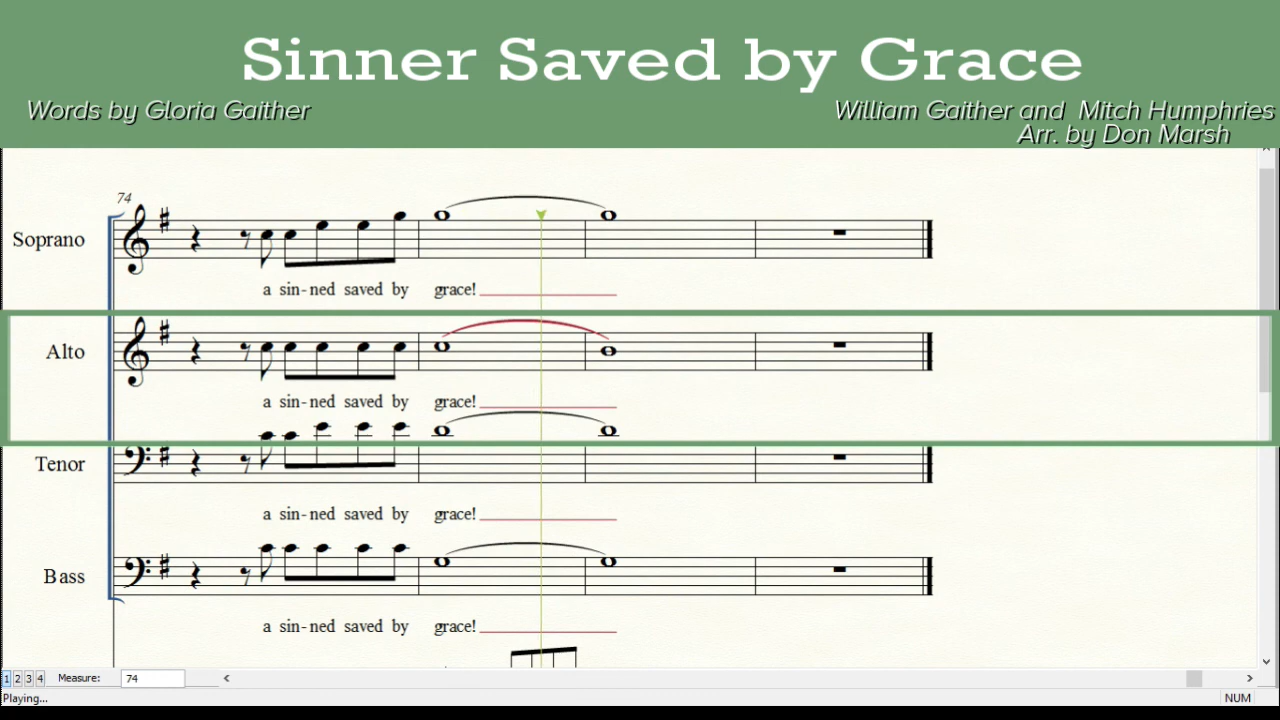 Sinner Saved by Grace
Words by Gloria Gaither
William Gaither and Mitch Humphries
Arr. by Don Marsh
74
Soprano
a sin-ned saved by grace!
Alto
a sin-ned saved by grace!
Tenor
a sin-ned saved by grace!
Bass
a sin-ned saved by grace!
1 2 3 4 Measure: 74
Playing... NUM